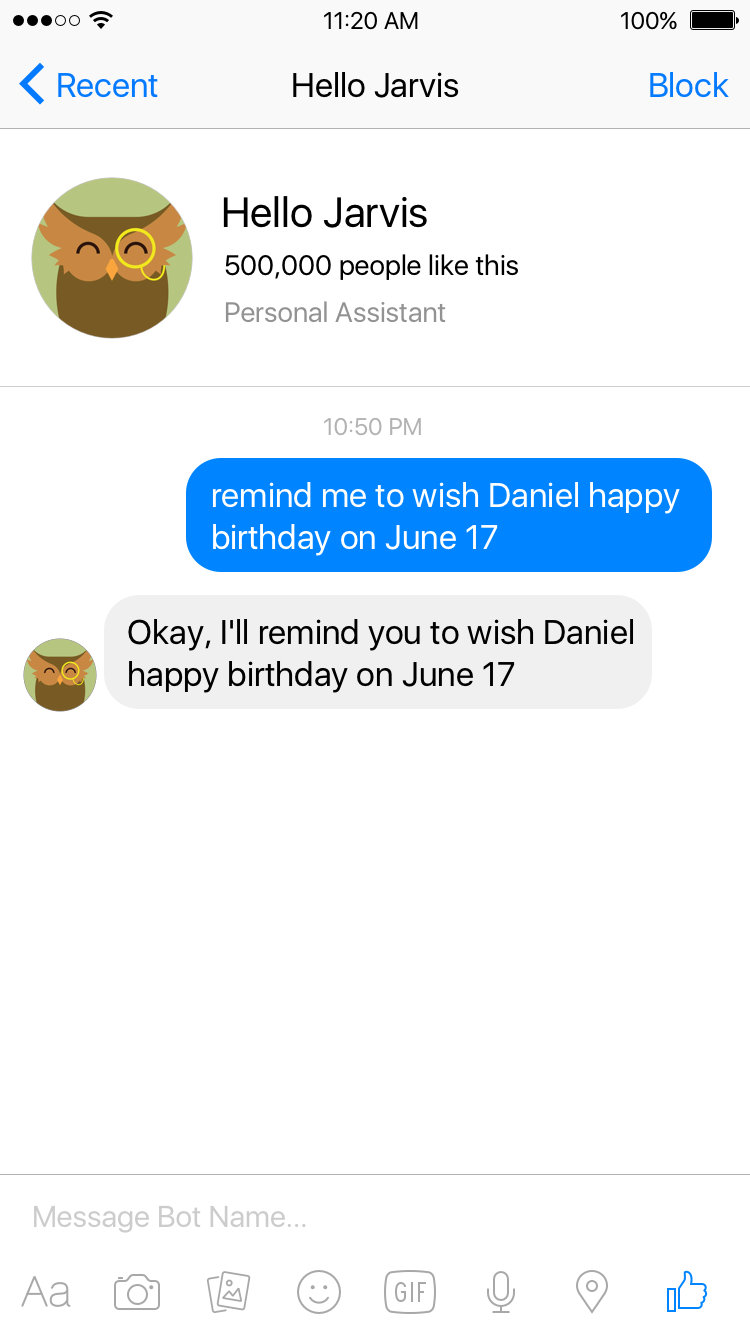 11:20 AM 100%
Recent Hello Jarvis Block
Hello Jarvis
500,000 people like this
Personal Assistant
10:50 PM
remind me to wish Daniel happy
birthday on June 17
Okay, I'll remind you to wish Daniel
happy birthday on June 17
Message Bot Name...
Aa GIF